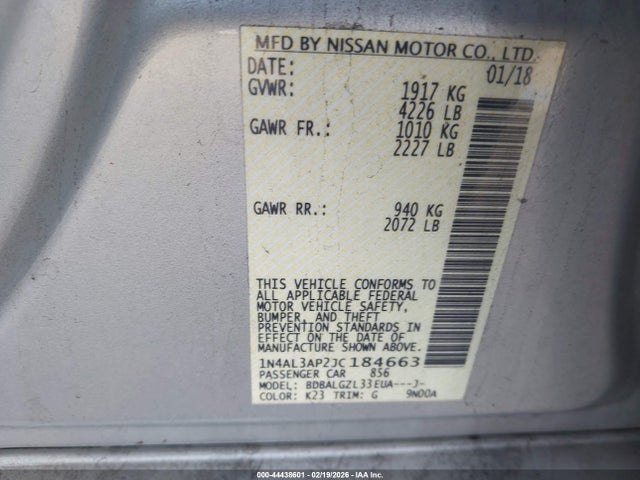 MFD BY NISSAN MOTOR CO., LTD.
DATE: 01/18
GVWR: 1917 KG
4226 LB
GAWR FR.: 1010 KG
2227 LB
GAWR RR.: 940 KG
2072 LB
THIS VEHICLE CONFORMS TO
ALL APPLICABLE FEDERAL
MOTOR VEHICLE SAFETY,
BUMPER, AND THEFT
PREVENTION STANDARDS IN
EFFECT ON THE DATE OF
MANUFACTURE SHOWN
ABOVE.
1N4AL3AP2JC184663
PASSENGER CAR 856
MODEL: BDBALGZL33EUA---J-
COLOR: K23 TRIM: G 9N00A
000-44438601 - 02/19/2026 - IAA Inc.